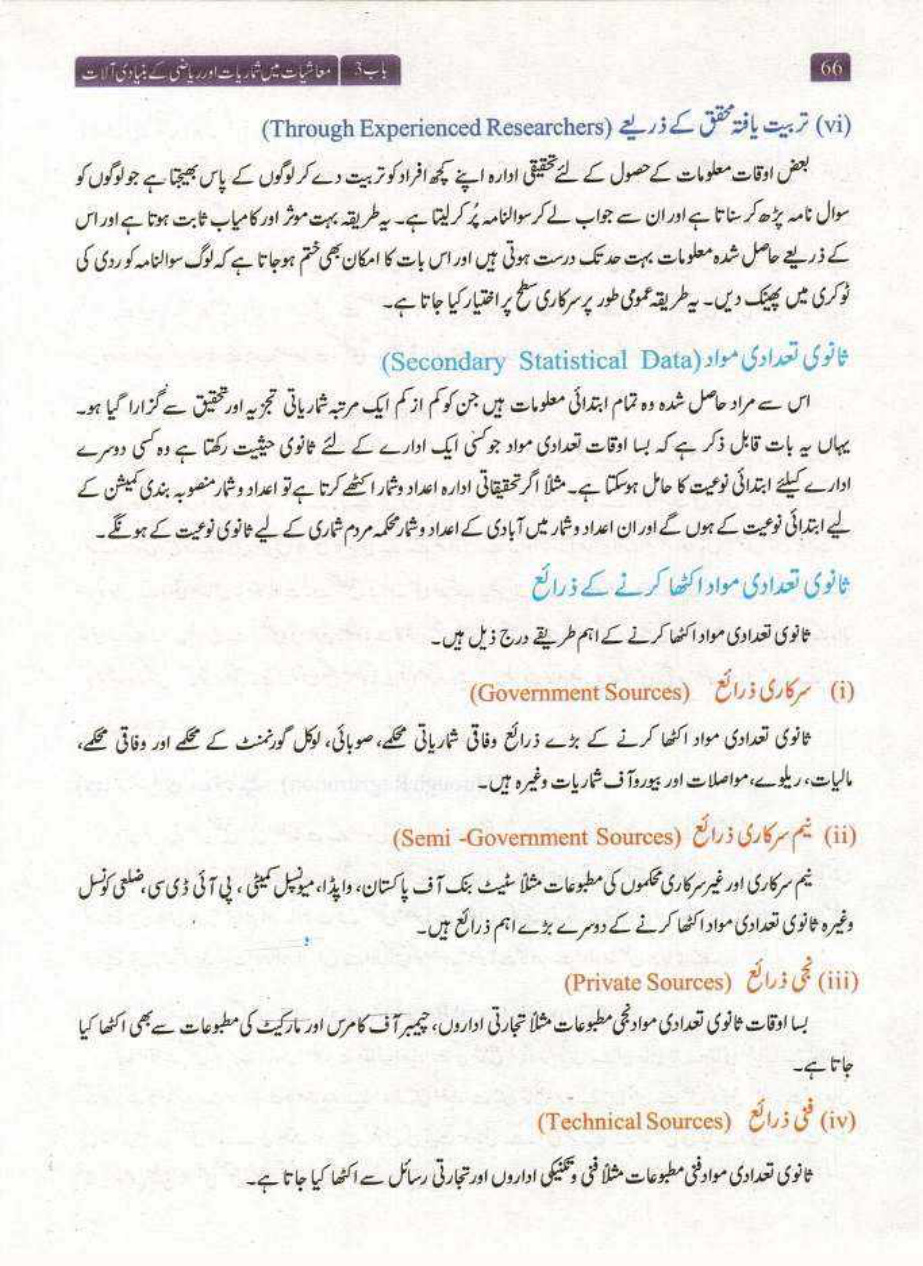 66
باب 3 معاشیات میں شماریات اور ریاضی کے بنیادی آلات
(vi) تربیت یافتہ محقق کے ذریعے (Through Experienced Researchers)
بعض اوقات معلومات کے حصول کے لئے تحقیقی ادارہ اپنے کچھ افراد کو تربیت دے کر لوگوں کے پاس بھیجتا ہے جو لوگوں کو
سوال نامہ پڑھ کر سناتا ہے اور ان سے جواب لے کر سوالنامہ پُر کر لیتا ہے۔ یہ طریقہ بہت موثر اور کامیاب ثابت ہوتا ہے اور اس
کے ذریعے حاصل شدہ معلومات بہت حد تک درست ہوتی ہیں اور اس بات کا امکان بھی ختم ہوجاتا ہے کہ لوگ سوالنامہ کو ردی کی
ٹوکری میں پھینک دیں۔ یہ طریقہ عمومی طور پر سرکاری سطح پر اختیار کیا جاتا ہے۔
ثانوی تعدادی مواد (Secondary Statistical Data)
اس سے مراد حاصل شدہ وہ تمام ابتدائی معلومات ہیں جن کو کم از کم ایک مرتبہ شماریاتی تجزیہ اور تحقیق سے گزارا گیا ہو۔
یہاں یہ بات قابل ذکر ہے کہ بسا اوقات تعدادی مواد جو کسی ایک ادارے کے لئے ثانوی حیثیت رکھتا ہے وہ کسی دوسرے
ادارے کیلئے ابتدائی نوعیت کا حامل ہوسکتا ہے۔ مثلاً اگر تحقیقاتی ادارہ اعداد وشمار اکٹھے کرتا ہے تو اعداد وشمار منصوبہ بندی کمیشن کے
لیے ابتدائی نوعیت کے ہوں گے اور ان اعداد وشمار میں آبادی کے اعداد وشمار محکمہ مردم شماری کے لیے ثانوی نوعیت کے ہونگے۔
ثانوی تعدادی مواد اکٹھا کرنے کے ذرائع
ثانوی تعدادی مواد اکٹھا کرنے کے اہم طریقے درج ذیل ہیں۔
(i) سرکاری ذرائع (Government Sources)
ثانوی تعدادی مواد اکٹھا کرنے کے بڑے ذرائع وفاقی شماریاتی محکمے، صوبائی، لوکل گورنمنٹ کے محکمے اور وفاقی محکمے،
مالیات، ریلوے، مواصلات اور بیورو آف شماریات وغیرہ ہیں۔
(ii) نیم سرکاری ذرائع (Semi -Government Sources)
نیم سرکاری اور غیر سرکاری محکموں کی مطبوعات مثلاً سٹیٹ بنک آف پاکستان، واپڈا، میونسپل کمیٹی، پی آئی ڈی سی، ضلعی کونسل
وغیرہ ثانوی تعدادی مواد اکٹھا کرنے کے دوسرے بڑے اہم ذرائع ہیں۔
(iii) نجی ذرائع (Private Sources)
بسا اوقات ثانوی تعدادی مواد نجی مطبوعات مثلاً تجارتی اداروں، چیمبر آف کامرس اور مارکیٹ کی مطبوعات سے بھی اکٹھا کیا
جاتا ہے۔
(iv) فنی ذرائع (Technical Sources)
ثانوی تعدادی مواد فنی مطبوعات مثلاً فنی و تکنیکی اداروں اور تجارتی رسائل سے اکٹھا کیا جاتا ہے۔